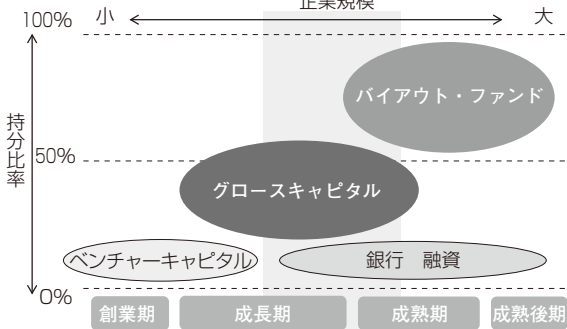 企業規模
100%
小
大
バイアウト・ファンド
持分比率
50%
グロースキャピタル
ベンチャーキャピタル
銀行 融資
0%
創業期
成長期
成熟期
成熟後期